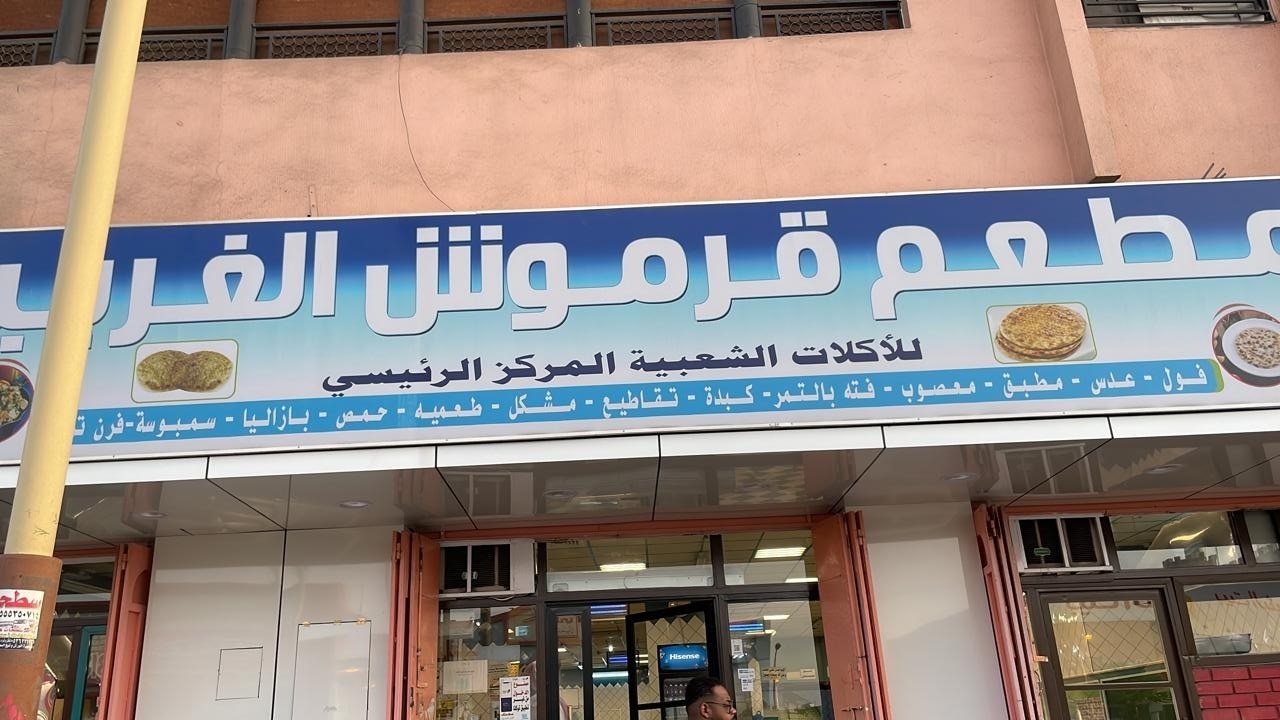 مطعم قرموش الغربية
للأكلات الشعبية المركز الرئيسي
فول - عدس - مطبق - معصوب - فته بالتمر- كبدة - تقاطيع - مشكل - طعميه - حمص - بازاليا - سمبوسة-فرن
Hisense